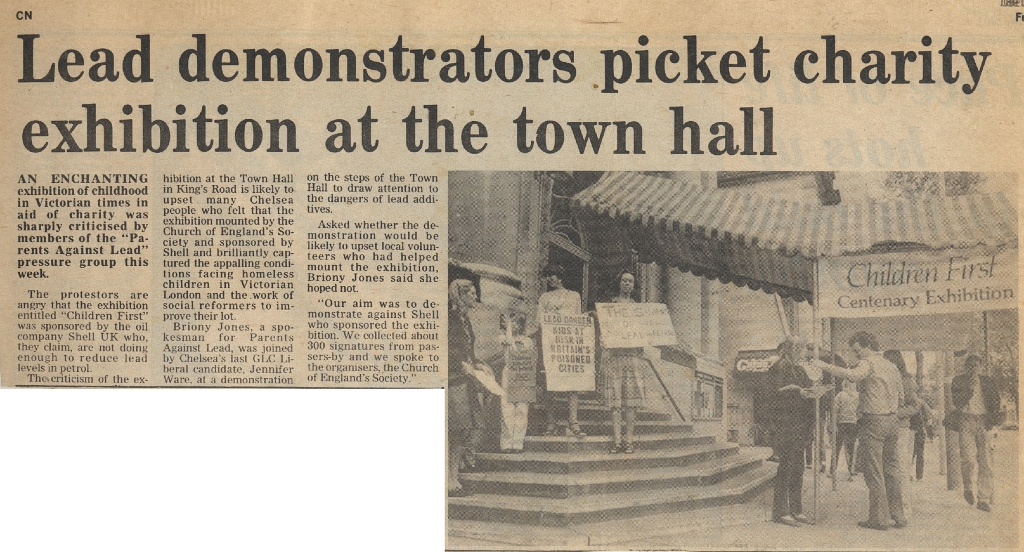 CN
Lead demonstrators picket charity
exhibition at the town hall
AN ENCHANTING
exhibition of childhood
in Victorian times in
aid of charity was
sharply criticised by
members of the "Pa-
rents Against Lead"
pressure group this
week.
The protestors are
angry that the exhibition
entitled "Children First"
was sponsored by the oil
company Shell UK who,
they claim, are not doing
enough to reduce lead
levels in petrol.
The criticism of the ex-
hibition at the Town Hall
in King's Road is likely to
upset many Chelsea
people who felt that the
exhibition mounted by the
Church of England's So-
ciety and sponsored by
Shell and brilliantly cap-
tured the appalling condi-
tions facing homeless
children in Victorian
London and the work of
social reformers to im-
prove their lot.
Briony Jones, a spo-
kesman for Parents
Against Lead, was joined
by Chelsea's last GLC Li-
beral candidate, Jennifer
Ware, at a demonstration
on the steps of the Town
Hall to draw attention to
the dangers of lead addi-
tives.
Asked whether the de-
monstration would be
likely to upset local volun-
teers who had helped
mount the exhibition,
Briony Jones said she
hoped not.
"Our aim was to de-
monstrate against Shell
who sponsored the exhi-
bition. We collected about
300 signatures from pas-
sers-by and we spoke to
the organisers, the Church
of England's Society."
LEAD DANGER
KIDS AT
RISK IN
BRITAIN'S
POISONED
CITIES
THE IS
LEAD
Children First
Centenary Exhibition